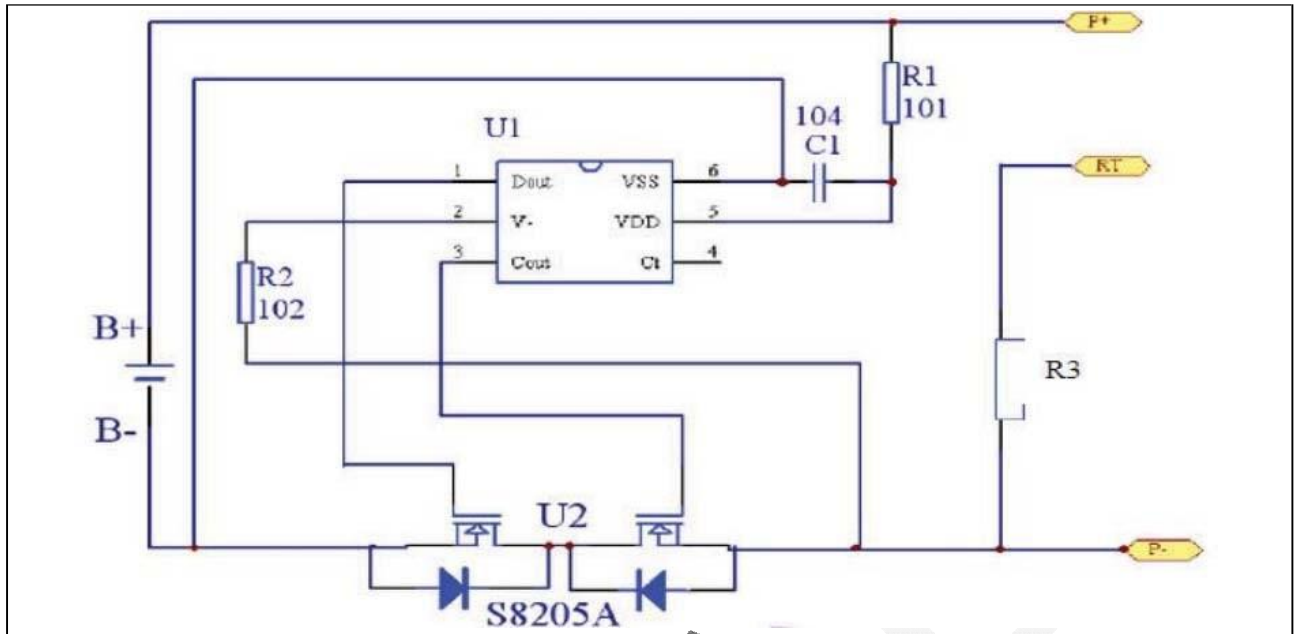 P+
R1
101
104
C1
U1
RT
1 Dout VSS 6
2 V- VDD 5
3 Cout Ct 4
R2
102
B+
R3
B-
U2
P-
S8205A